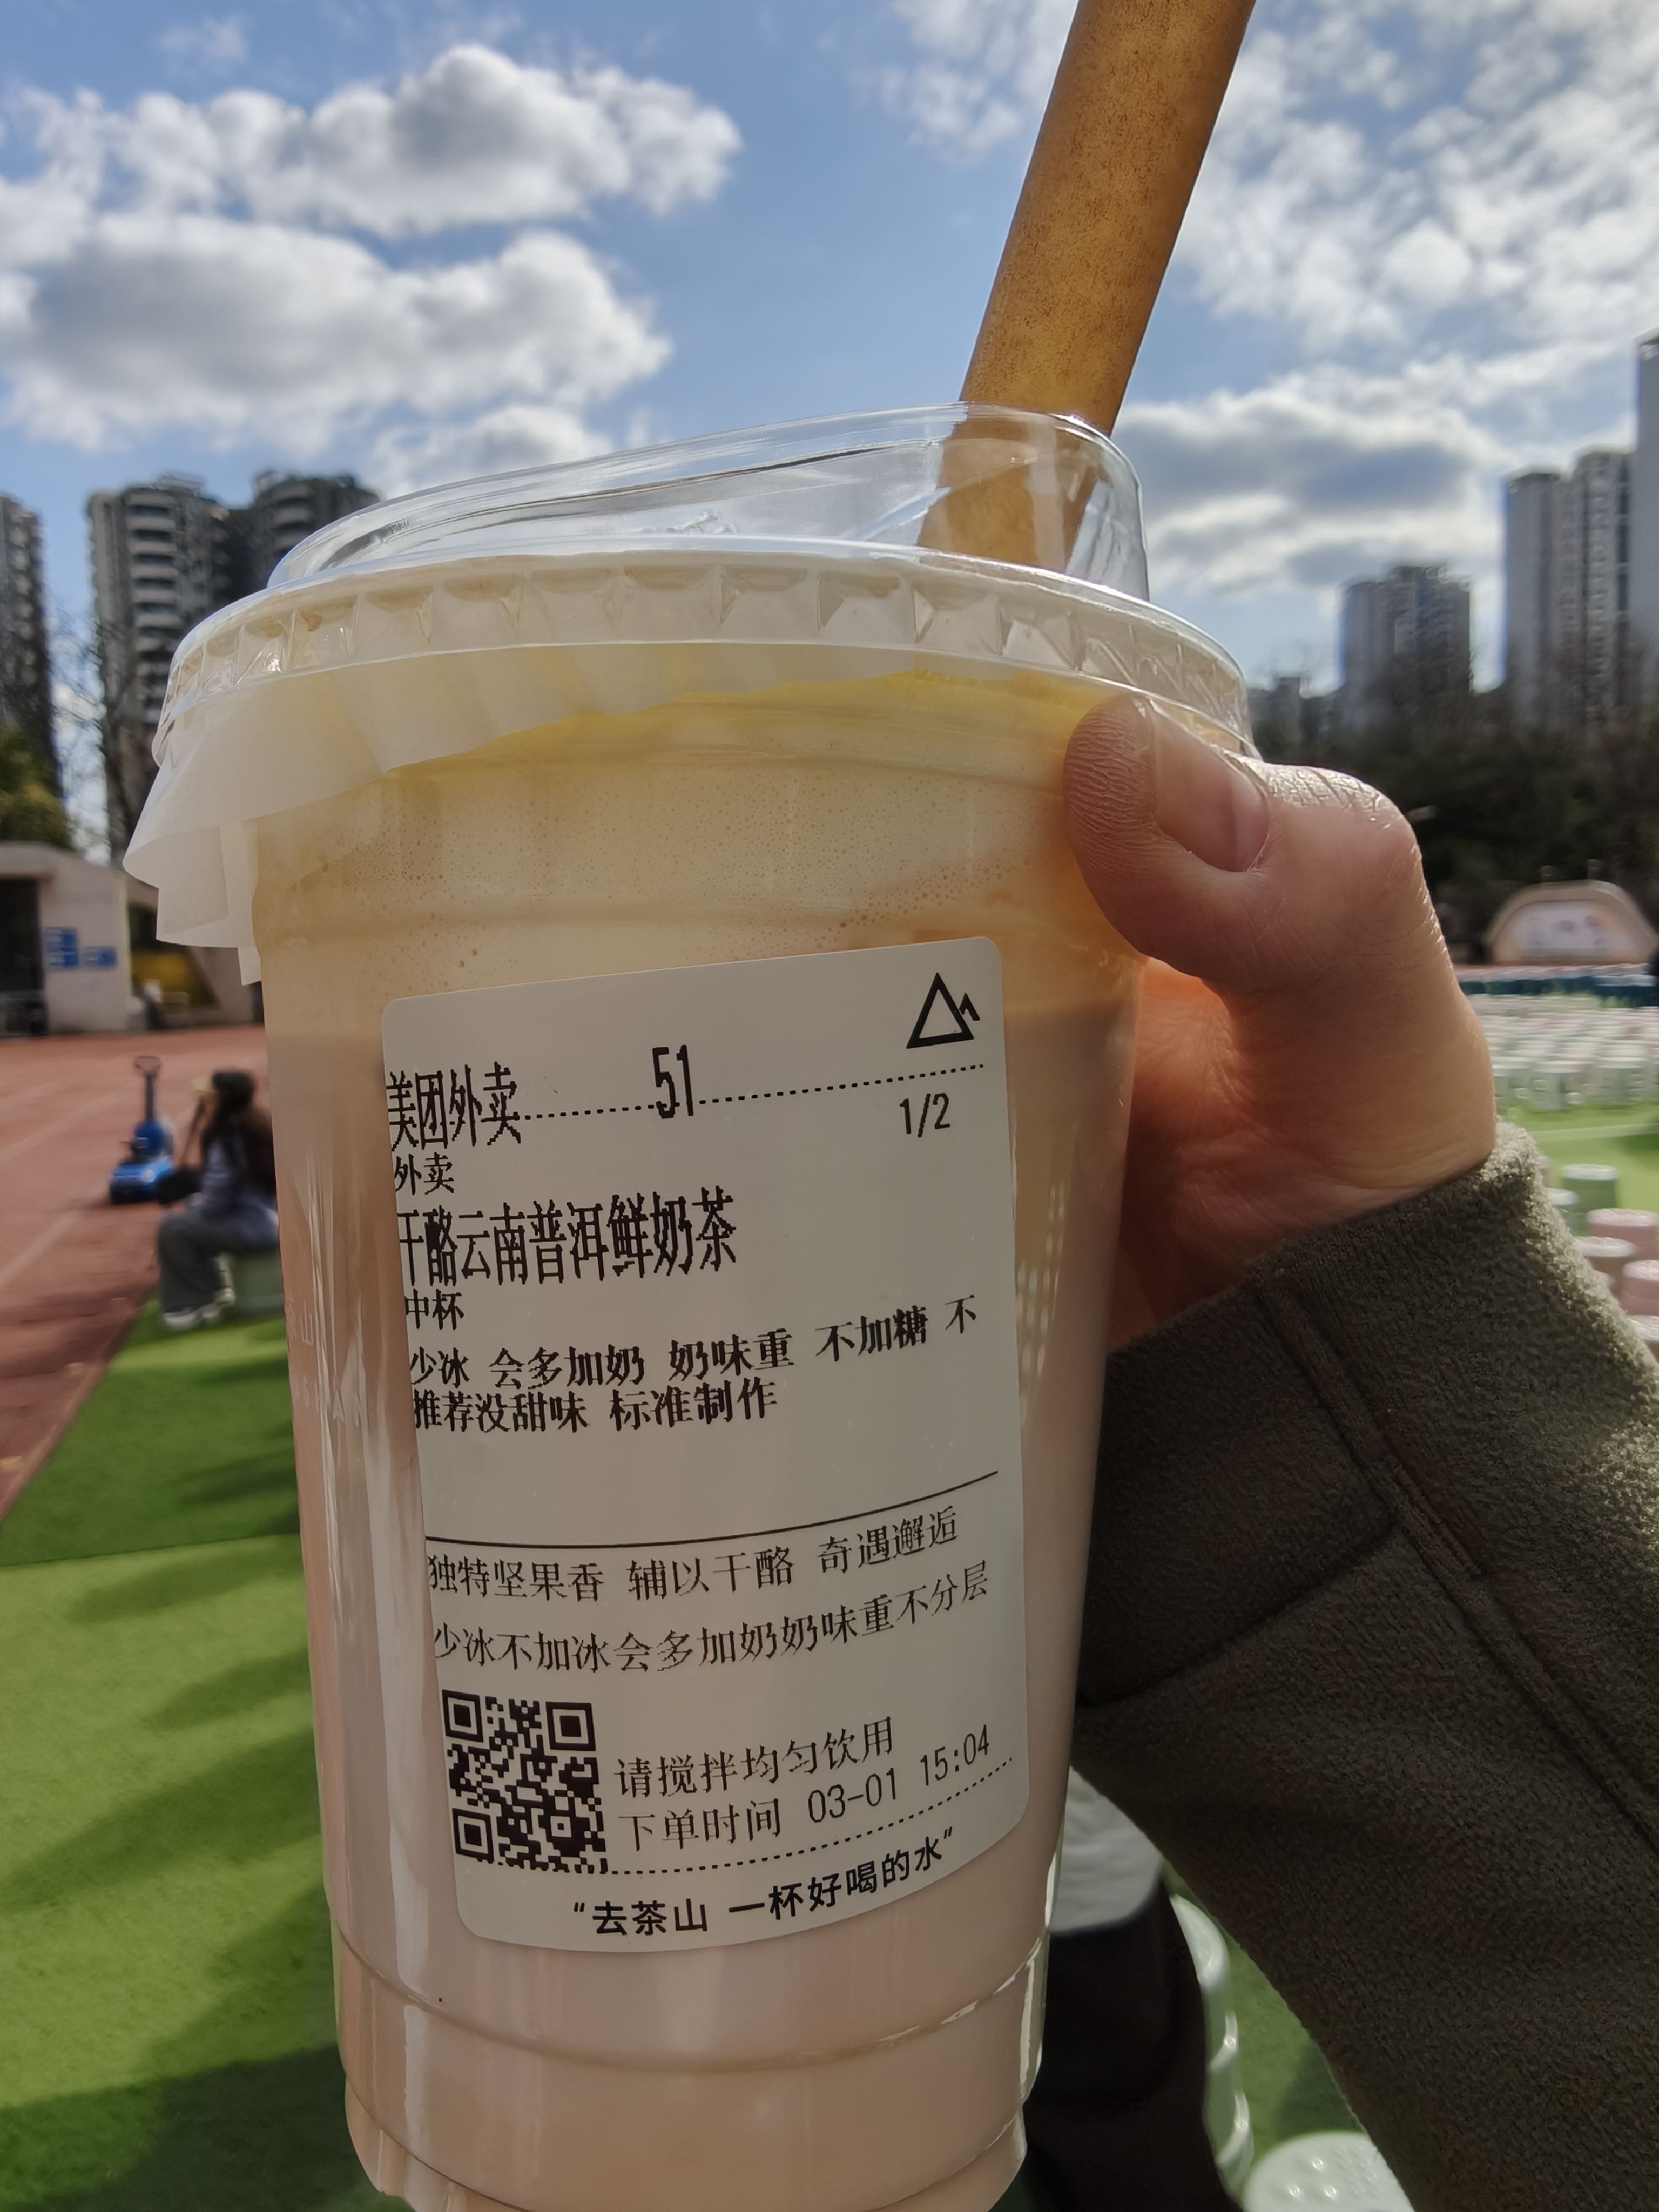 美团外卖 51
1/2
外卖
干酪云南普洱鲜奶茶
中杯
少冰 会多加奶 奶味重 不加糖 不
推荐没甜味 标准制作
独特坚果香 辅以干酪 奇遇邂逅
少冰不加冰会多加奶奶味重不分层
请搅拌均匀饮用
下单时间 03-01 15:04
“去茶山 一杯好喝的水”